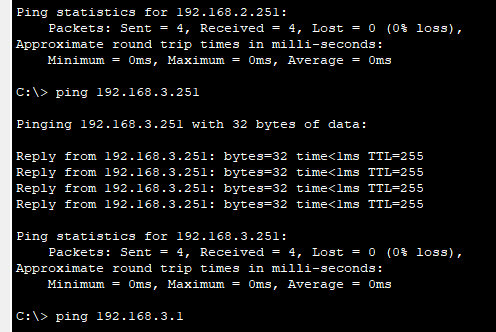 Ping statistics for 192.168.2.251:
Packets: Sent = 4, Received = 4, Lost = 0 (0% loss),
Approximate round trip times in milli-seconds:
Minimum = 0ms, Maximum = 0ms, Average = 0ms
C:\> ping 192.168.3.251
Pinging 192.168.3.251 with 32 bytes of data:
Reply from 192.168.3.251: bytes=32 time<1ms TTL=255
Reply from 192.168.3.251: bytes=32 time<1ms TTL=255
Reply from 192.168.3.251: bytes=32 time<1ms TTL=255
Reply from 192.168.3.251: bytes=32 time<1ms TTL=255
Ping statistics for 192.168.3.251:
Packets: Sent = 4, Received = 4, Lost = 0 (0% loss),
Approximate round trip times in milli-seconds:
Minimum = 0ms, Maximum = 0ms, Average = 0ms
C:\> ping 192.168.3.1